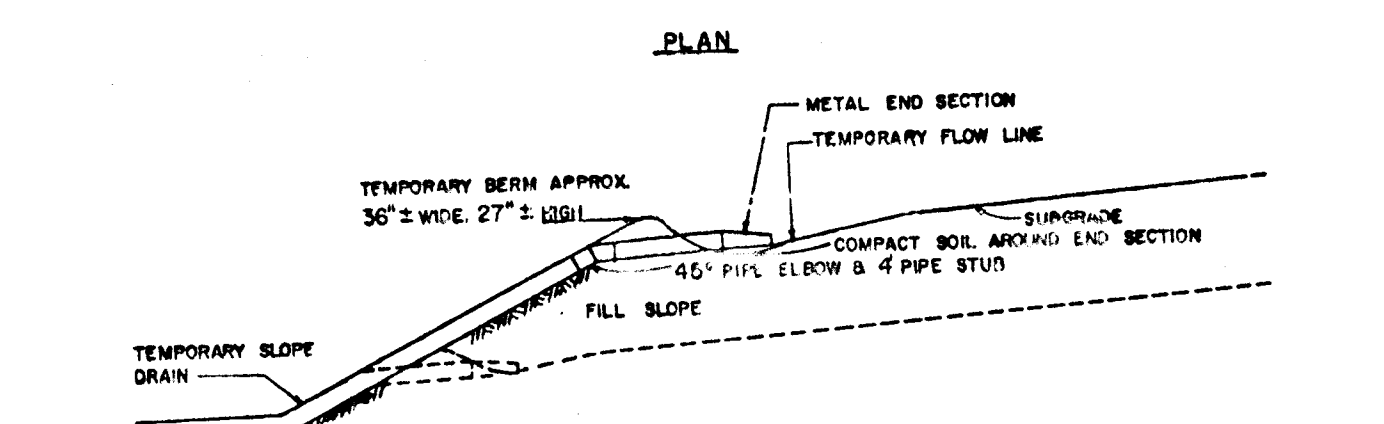 PLAN
METAL END SECTION
TEMPORARY FLOW LINE
TEMPORARY BERM APPROX.
36" ± WIDE, 27" ± HIGH
SUBGRADE
COMPACT SOIL AROUND END SECTION
45° PIPE ELBOW & 4' PIPE STUB
FILL SLOPE
TEMPORARY SLOPE
DRAIN